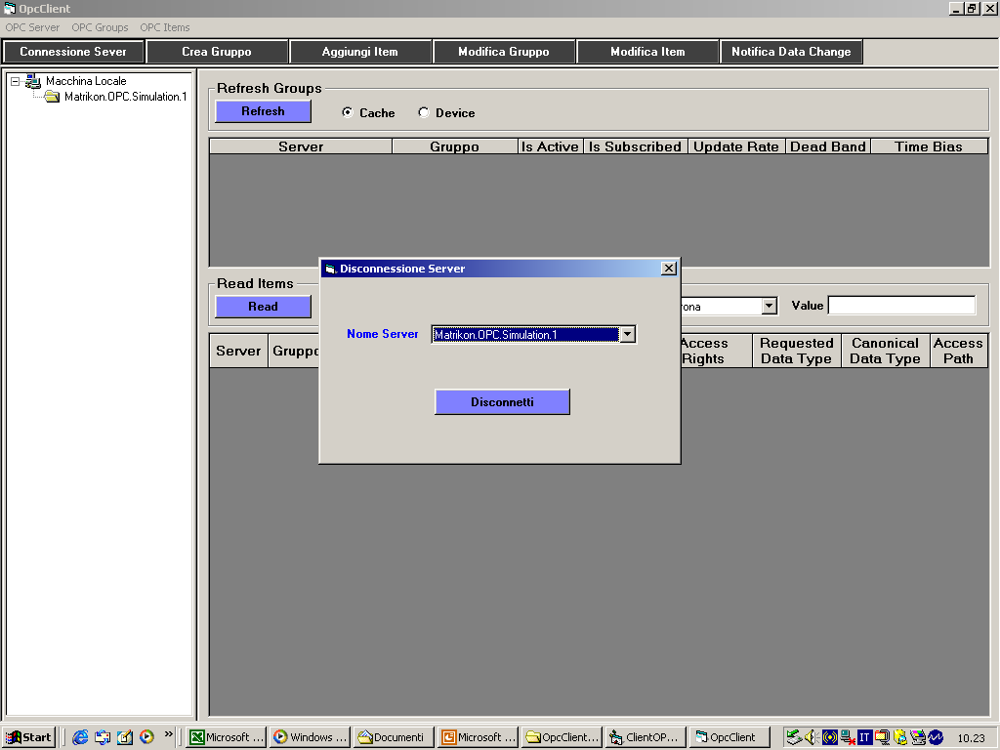 OpcClient
OPC Server OPC Groups OPC Items
Connessione Sever Crea Gruppo Aggiungi Item Modifica Gruppo Modifica Item Notifica Data Change
Macchina Locale
Matrikon.OPC.Simulation.1
Refresh Groups
Refresh Cache Device
Server Gruppo Is Active Is Subscribed Update Rate Dead Band Time Bias
Disconnessione Server
Read Items
Read Value
Nome Server Matrikon.OPC.Simulation.1
Server Gruppo Access Rights Requested Data Type Canonical Data Type Access Path
Disconnetti
Start » Microsoft ... Windows ... Documenti Microsoft ... OpcClient... ClientOP... OpcClient IT 10.23